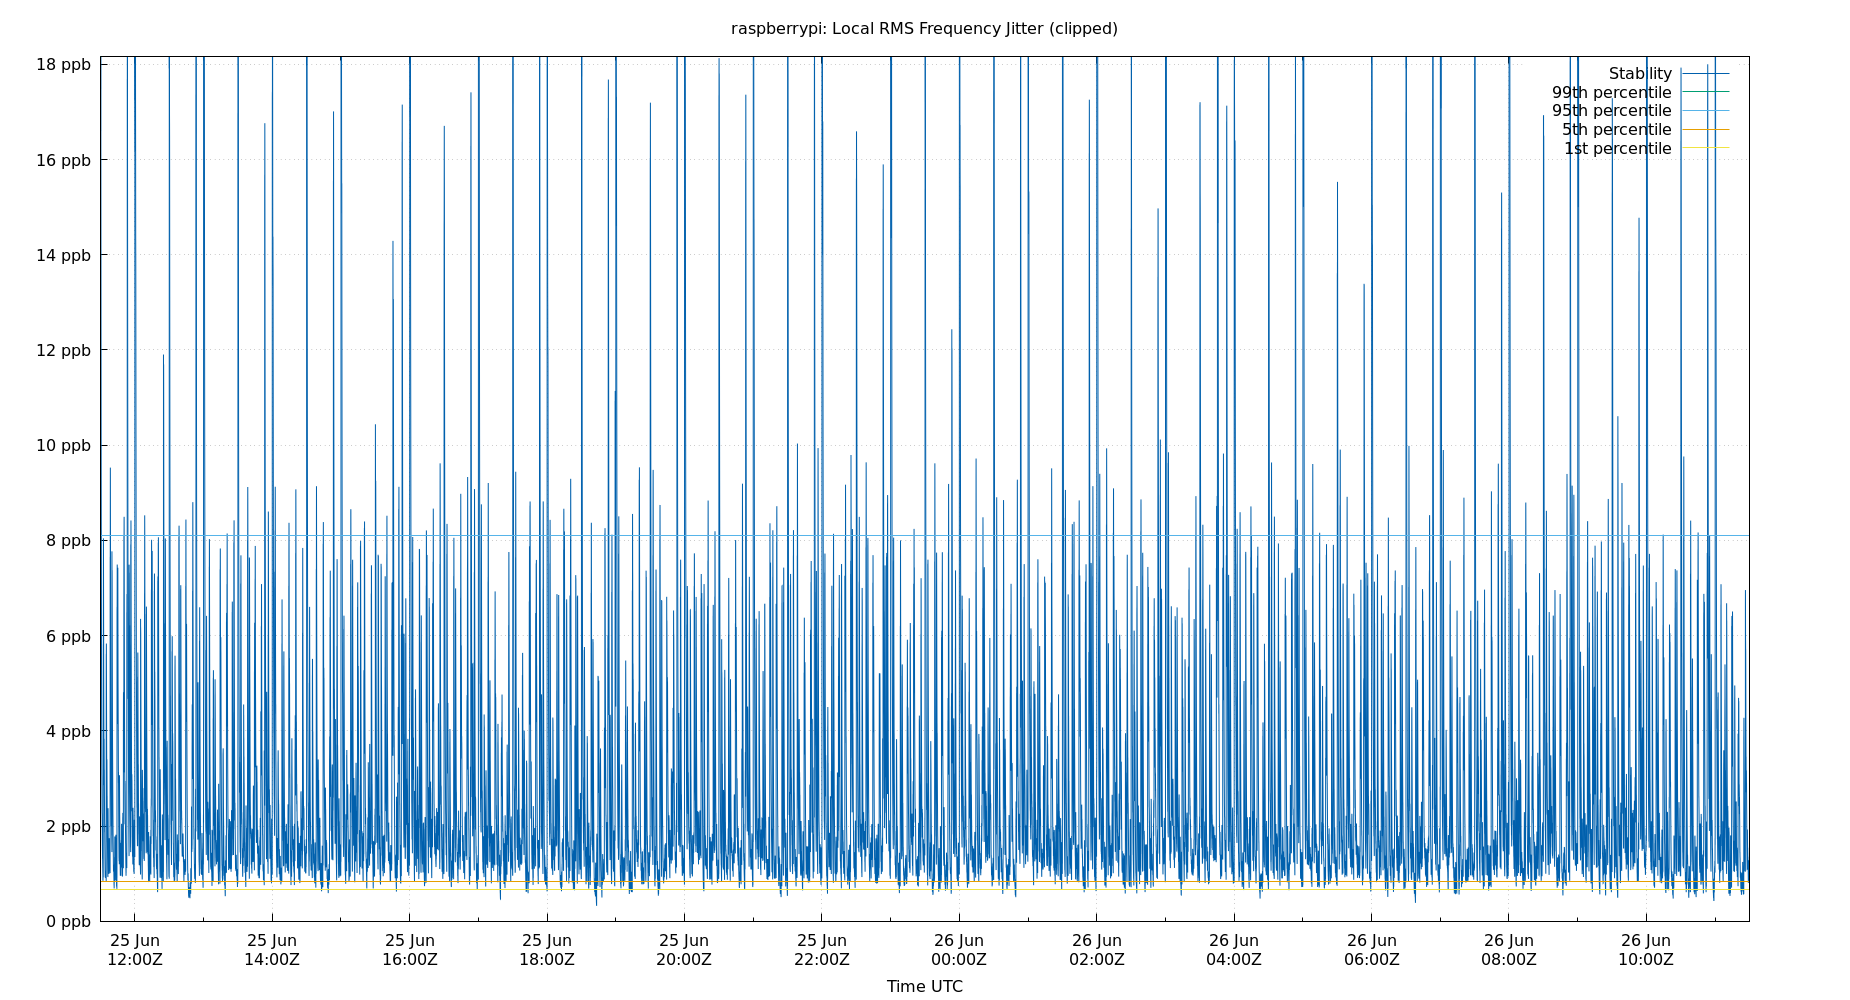 raspberrypi: Local RMS Frequency Jitter (clipped)
18 ppb
16 ppb
14 ppb
12 ppb
10 ppb
8 ppb
6 ppb
4 ppb
2 ppb
0 ppb
Stability
99th percentile
95th percentile
5th percentile
1st percentile
25 Jun
12:00Z
25 Jun
14:00Z
25 Jun
16:00Z
25 Jun
18:00Z
25 Jun
20:00Z
25 Jun
22:00Z
26 Jun
00:00Z
26 Jun
02:00Z
26 Jun
04:00Z
26 Jun
06:00Z
26 Jun
08:00Z
26 Jun
10:00Z
Time UTC